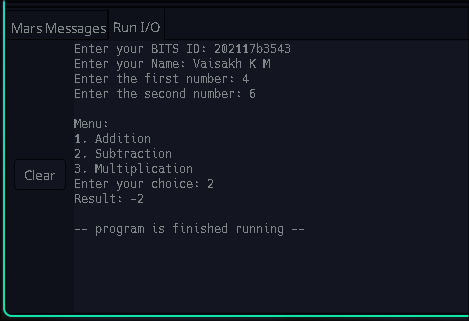 Mars Messages Run I/O
Enter your BITS ID: 202117b3543
Enter your Name: Vaisakh K M
Enter the first number: 4
Enter the second number: 6
Menu:
1. Addition
2. Subtraction
3. Multiplication
Clear
Enter your choice: 2
Result: -2
-- program is finished running --